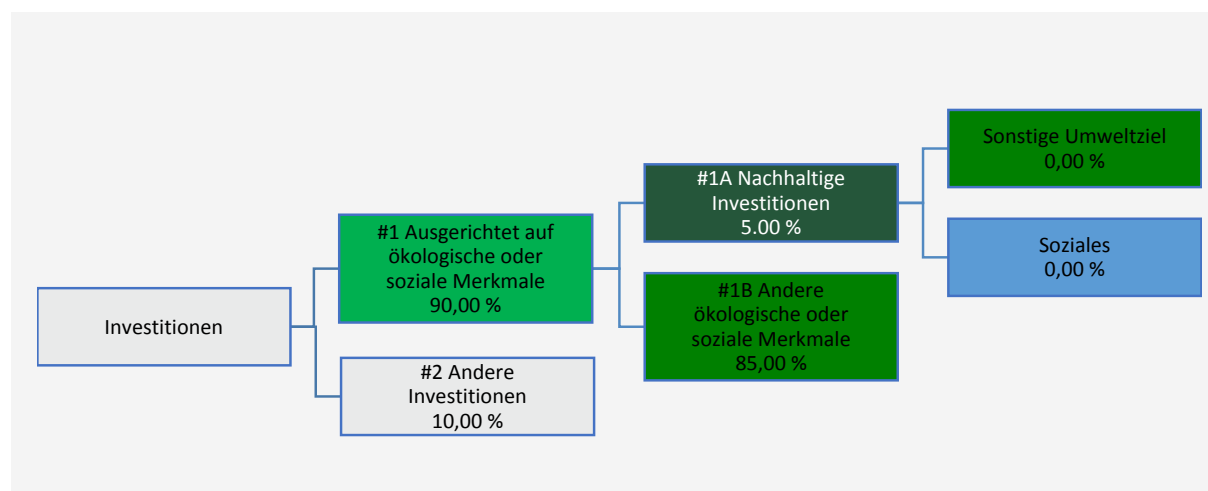 Investitionen
#1 Ausgerichtet auf
ökologische oder
soziale Merkmale
90,00 %
#2 Andere
Investitionen
10,00 %
#1A Nachhaltige
Investitionen
5.00 %
#1B Andere
ökologische oder
soziale Merkmale
85,00 %
Sonstige Umweltziel
0,00 %
Soziales
0,00 %